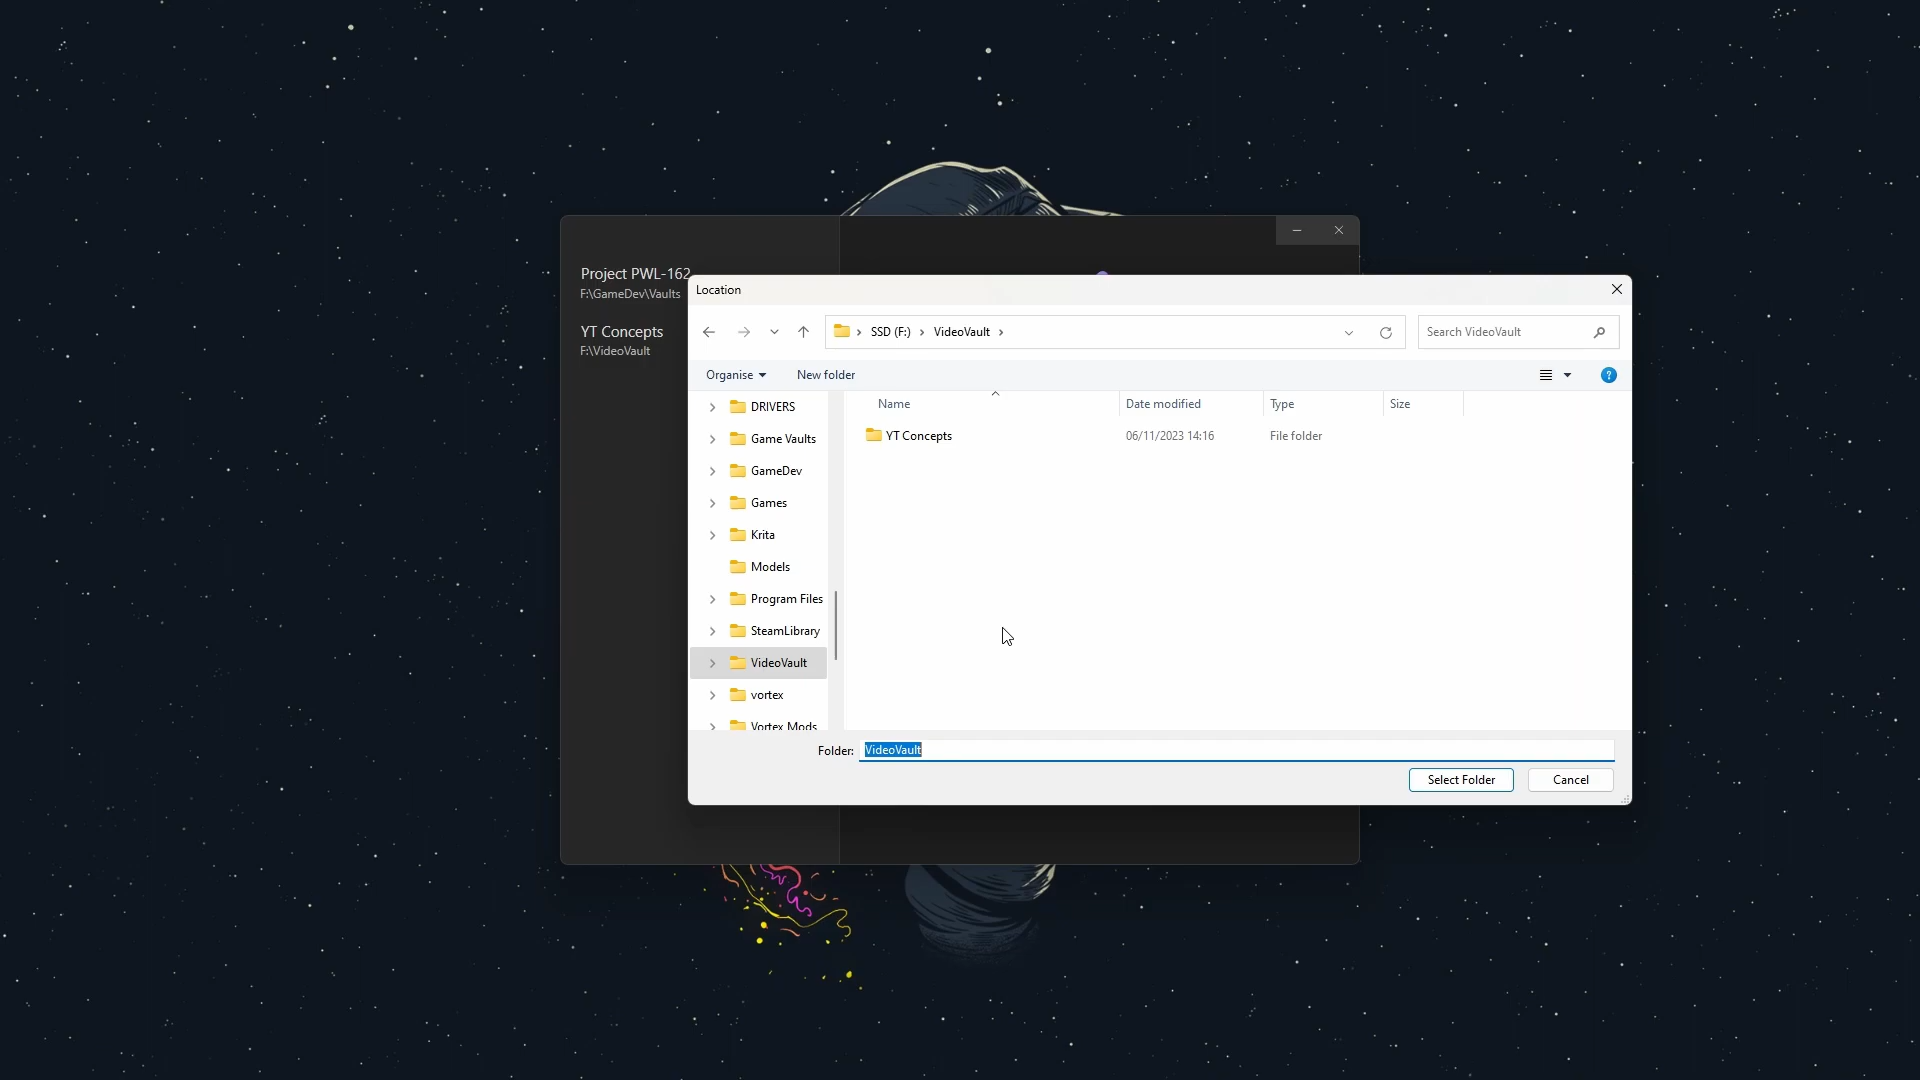 Project PWL-162
F:\GameDev\Vaults
YT Concepts
F:\VideoVault
Location
SSD (F:)
VideoVault
Search VideoVault
Organise
New folder
?
DRIVERS
Game Vaults
GameDev
Games
Krita
Models
Program Files
SteamLibrary
VideoVault
vortex
Vortex Mods
Name
Date modified
Type
Size
YT Concepts
06/11/2023 14:16
File folder
Folder:
VideoVault
Select Folder
Cancel